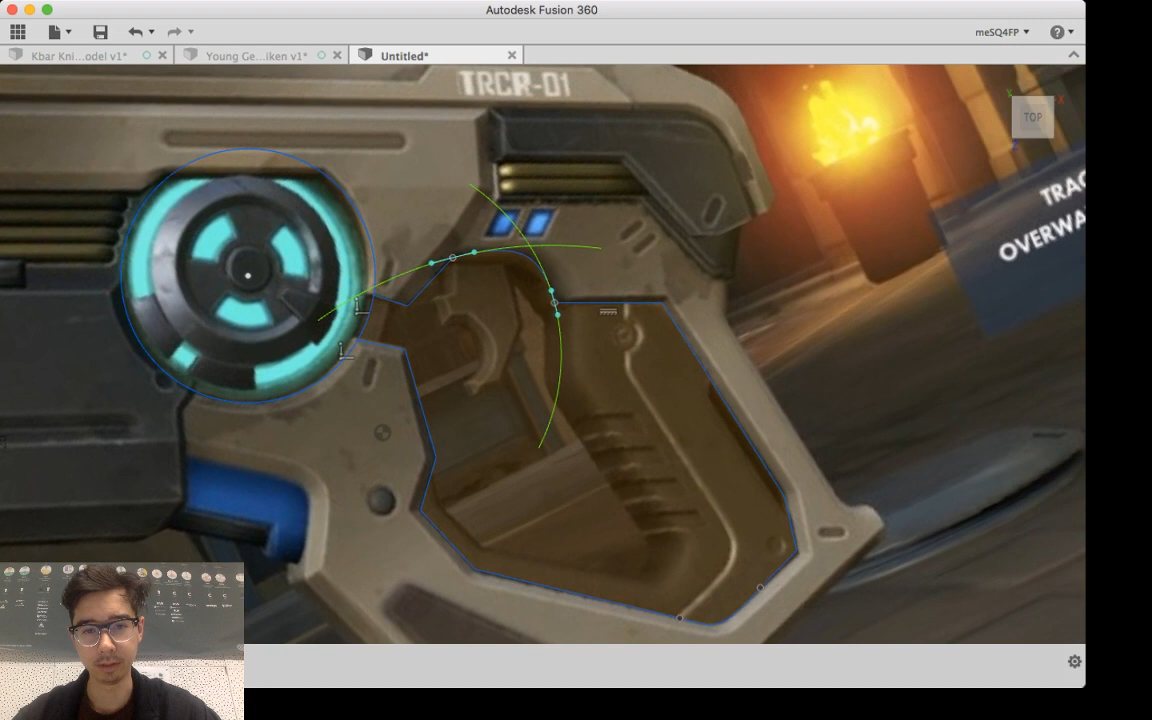 Autodesk Fusion 360
meSQ4FP
Kbar Kni...odel v1*
Young Ge...iken v1*
Untitled*
TRCR-01
TOP
Y
X
Z
TRAC
OVERWA